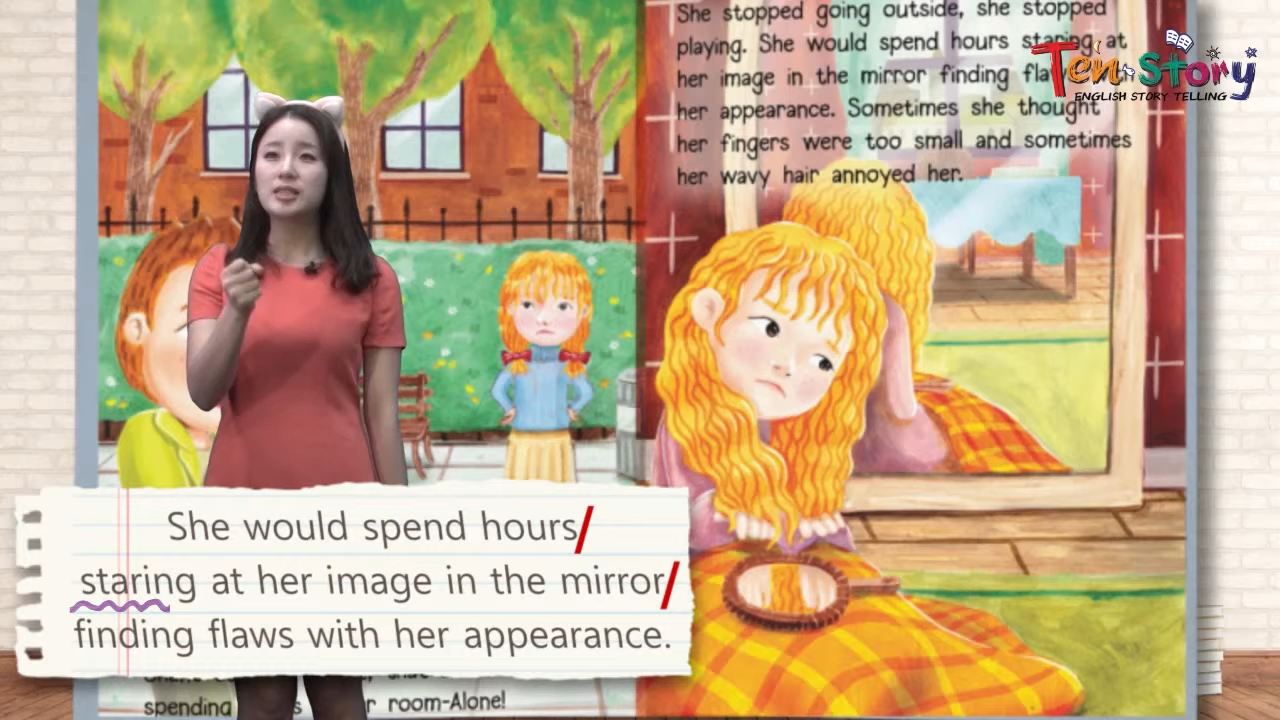 She stopped going outside, she stopped
playing. She would spend hours staring at
her image in the mirror finding
her appearance. Sometimes she thought
her fingers were too small and sometimes
her wavy hair annoyed her.
Ten Story
ENGLISH STORY TELLING
She would spend hours/
staring at her image in the mirror/
finding flaws with her appearance.
spending
room-Alone!